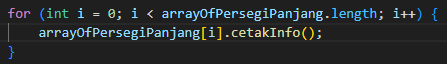 for (int i = 0; i < arrayOfPersegiPanjang.length; i++) {
    arrayOfPersegiPanjang[i].cetakInfo();
}